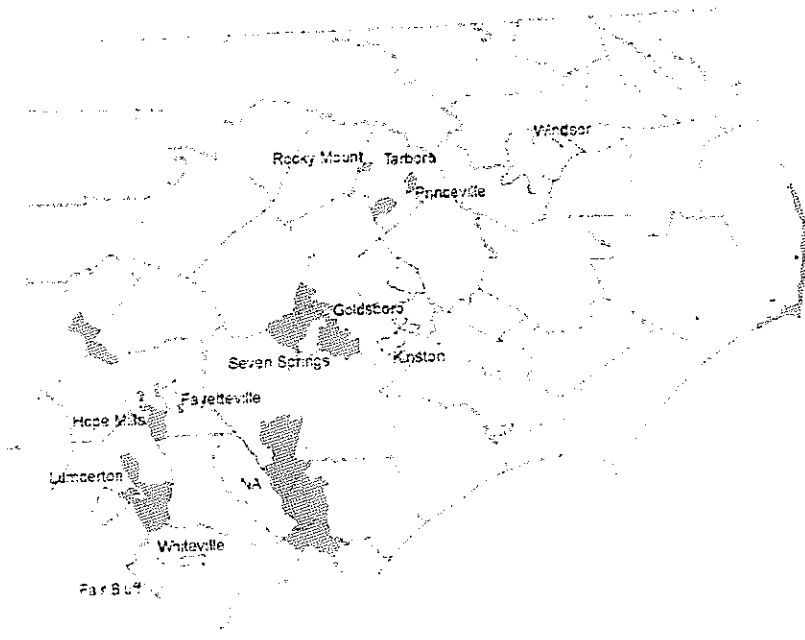 Windsor
Rocky Mount
Tarboro
Princeville
Goldsboro
Seven Springs
Kinston
Fayetteville
Hope Mills
Lumberton
NA
Whiteville
Fair Bluff